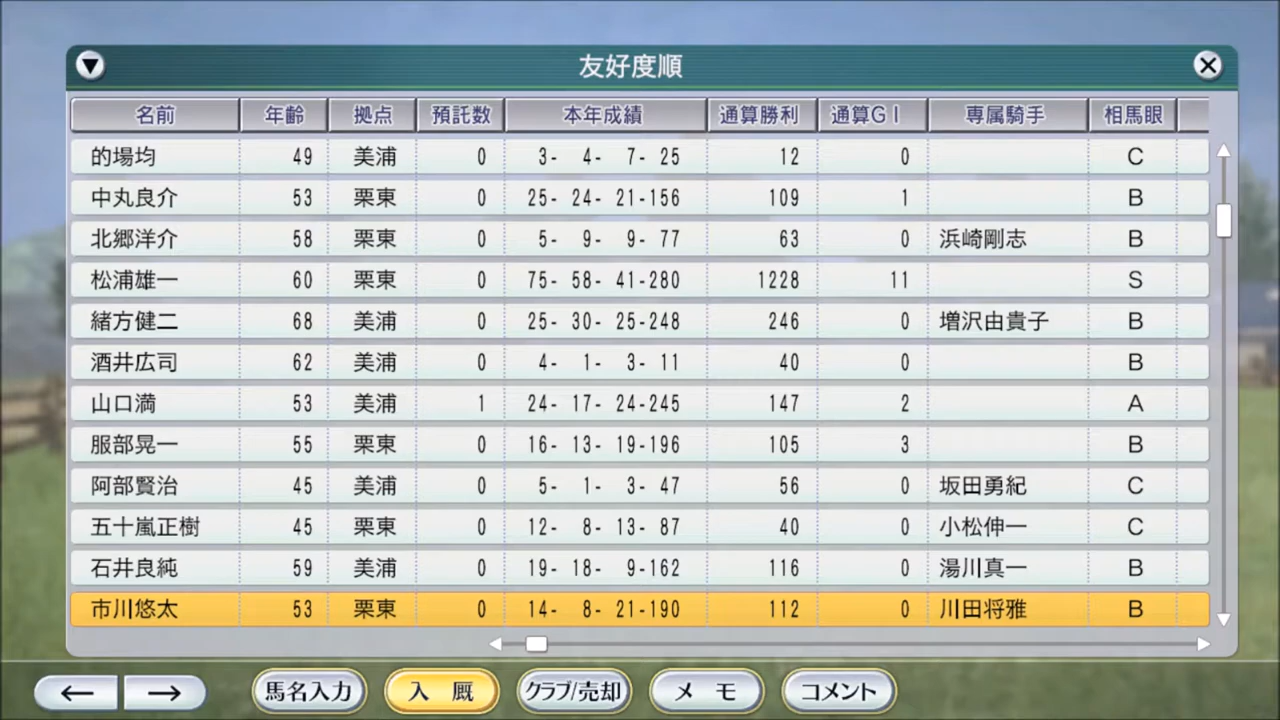 友好度順
名前 年齢 拠点 預託数 本年成績 通算勝利 通算GⅠ 専属騎手 相馬眼
的場均 49 美浦 0 3- 4- 7- 25 12 0 C
中丸良介 53 栗東 0 25- 24- 21-156 109 1 B
北郷洋介 58 栗東 0 5- 9- 9- 77 63 0 浜崎剛志 B
松浦雄一 60 栗東 0 75- 58- 41-280 1228 11 S
緒方健二 68 美浦 0 25- 30- 25-248 246 0 増沢由貴子 B
酒井広司 62 美浦 0 4- 1- 3- 11 40 0 B
山口満 53 美浦 1 24- 17- 24-245 147 2 A
服部晃一 55 栗東 0 16- 13- 19-196 105 3 B
阿部賢治 45 美浦 0 5- 1- 3- 47 56 0 坂田勇紀 C
五十嵐正樹 45 栗東 0 12- 8- 13- 87 40 0 小松伸一 C
石井良純 59 美浦 0 19- 18- 9-162 116 0 湯川真一 B
市川悠太 53 栗東 0 14- 8- 21-190 112 0 川田将雅 B
← → 馬名入力 入厩 クラブ/売却 メモ コメント